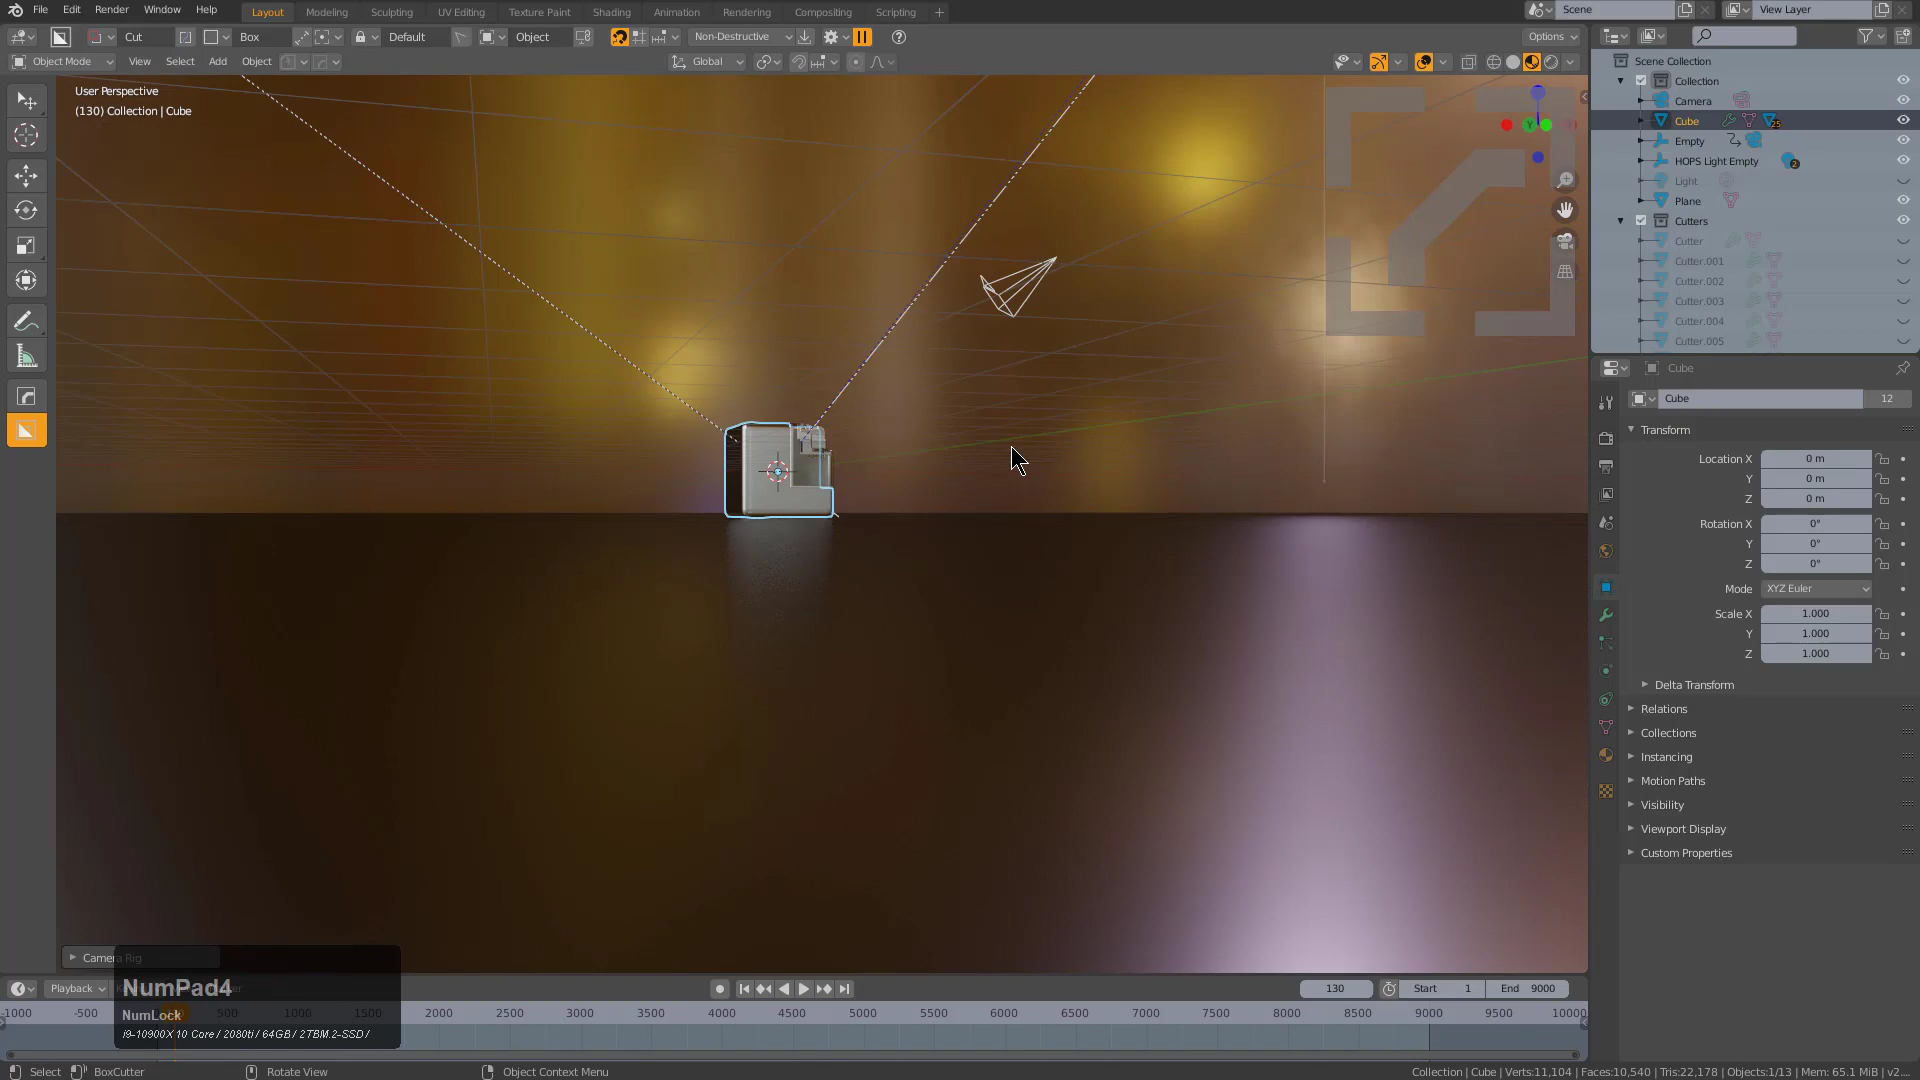 File Edit Render Window Help Layout Modeling Sculpting UV Editing Texture Paint Shading Animation Rendering Compositing Scripting + Scene View Layer
Cut Box Default Object Non-Destructive Options
Object Mode View Select Add Object Global
User Perspective
(130) Collection | Cube
Scene Collection
Collection
Camera
Cube 25
Empty
HOPS Light Empty 2
Light
Plane
Cutters
Cutter
Cutter.001
Cutter.002
Cutter.003
Cutter.004
Cutter.005
Cube
Cube 12
Transform
Location X 0 m
Y 0 m
Z 0 m
Rotation X 0°
Y 0°
Z 0°
Mode XYZ Euler
Scale X 1.000
Y 1.000
Z 1.000
Delta Transform
Relations
Collections
Instancing
Motion Paths
Visibility
Viewport Display
Custom Properties
Camera Rig
NumPad4
NumLock
i9-10900X 10 Core / 2080ti / 64GB / 2TBM.2-SSD /
Playback 130 Start 1 End 9000
-1000 -500 500 1000 1500 2000 2500 3000 3500 4000 4500 5000 5500 6000 6500 7000 7500 8000 8500 9000 9500 10000
Select BoxCutter Rotate View Object Context Menu Collection | Cube | Verts:11,104 | Faces:10,540 | Tris:22,178 | Objects:1/13 | Mem: 65.1 MiB | v2....